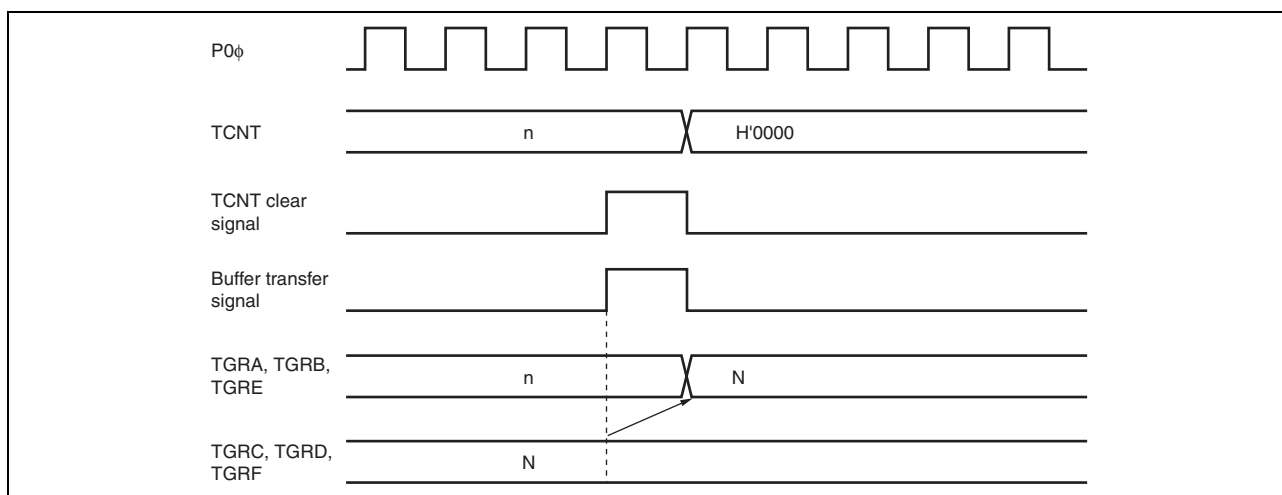 P0ϕ
TCNT
n
H'0000
TCNT clear
signal
Buffer transfer
signal
TGRA, TGRB,
TGRE
n
N
TGRC, TGRD,
TGRF
N